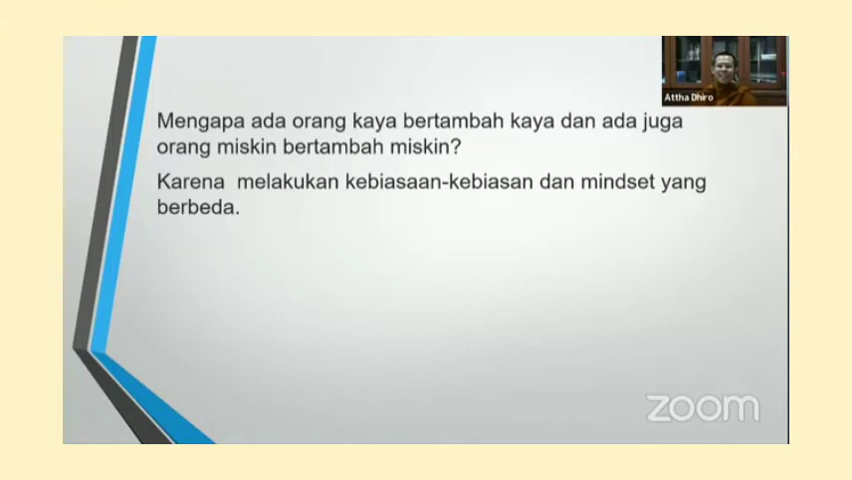 Attha Dhiro
Mengapa ada orang kaya bertambah kaya dan ada juga
orang miskin bertambah miskin?
Karena  melakukan kebiasaan-kebiasan dan mindset yang
berbeda.
zoom